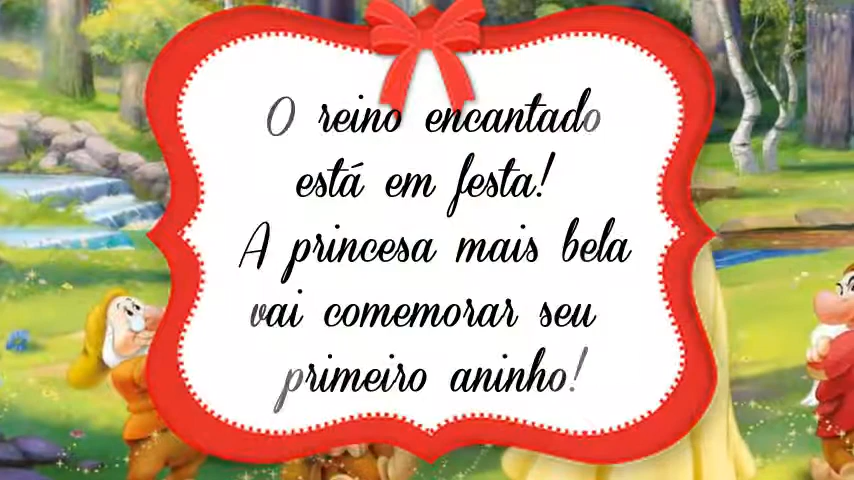 O reino encantado
está em festa!
A princesa mais bela
vai comemorar seu
primeiro aninho!